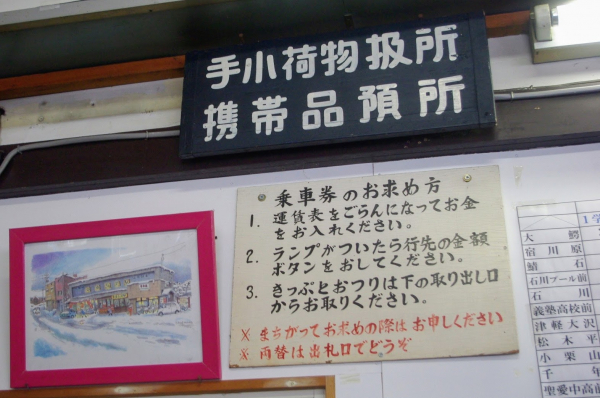 手小荷物扱所
携帯品預所
乗車券のお求め方
1. 運賃表をごらんになってお金
をお入れください。
2. ランプがついたら行先の金額
ボタンをおしてください。
3. きっぷとおつりは下の取り出し口
からお取りください。
× まちがってお求めの際はお申しください
× 両替は出札口でどうぞ
大鰐
宿川原
鯖石
石川プール前
石川
義塾高校前
津軽大沢
松木平
小栗山
千年
聖愛中高前